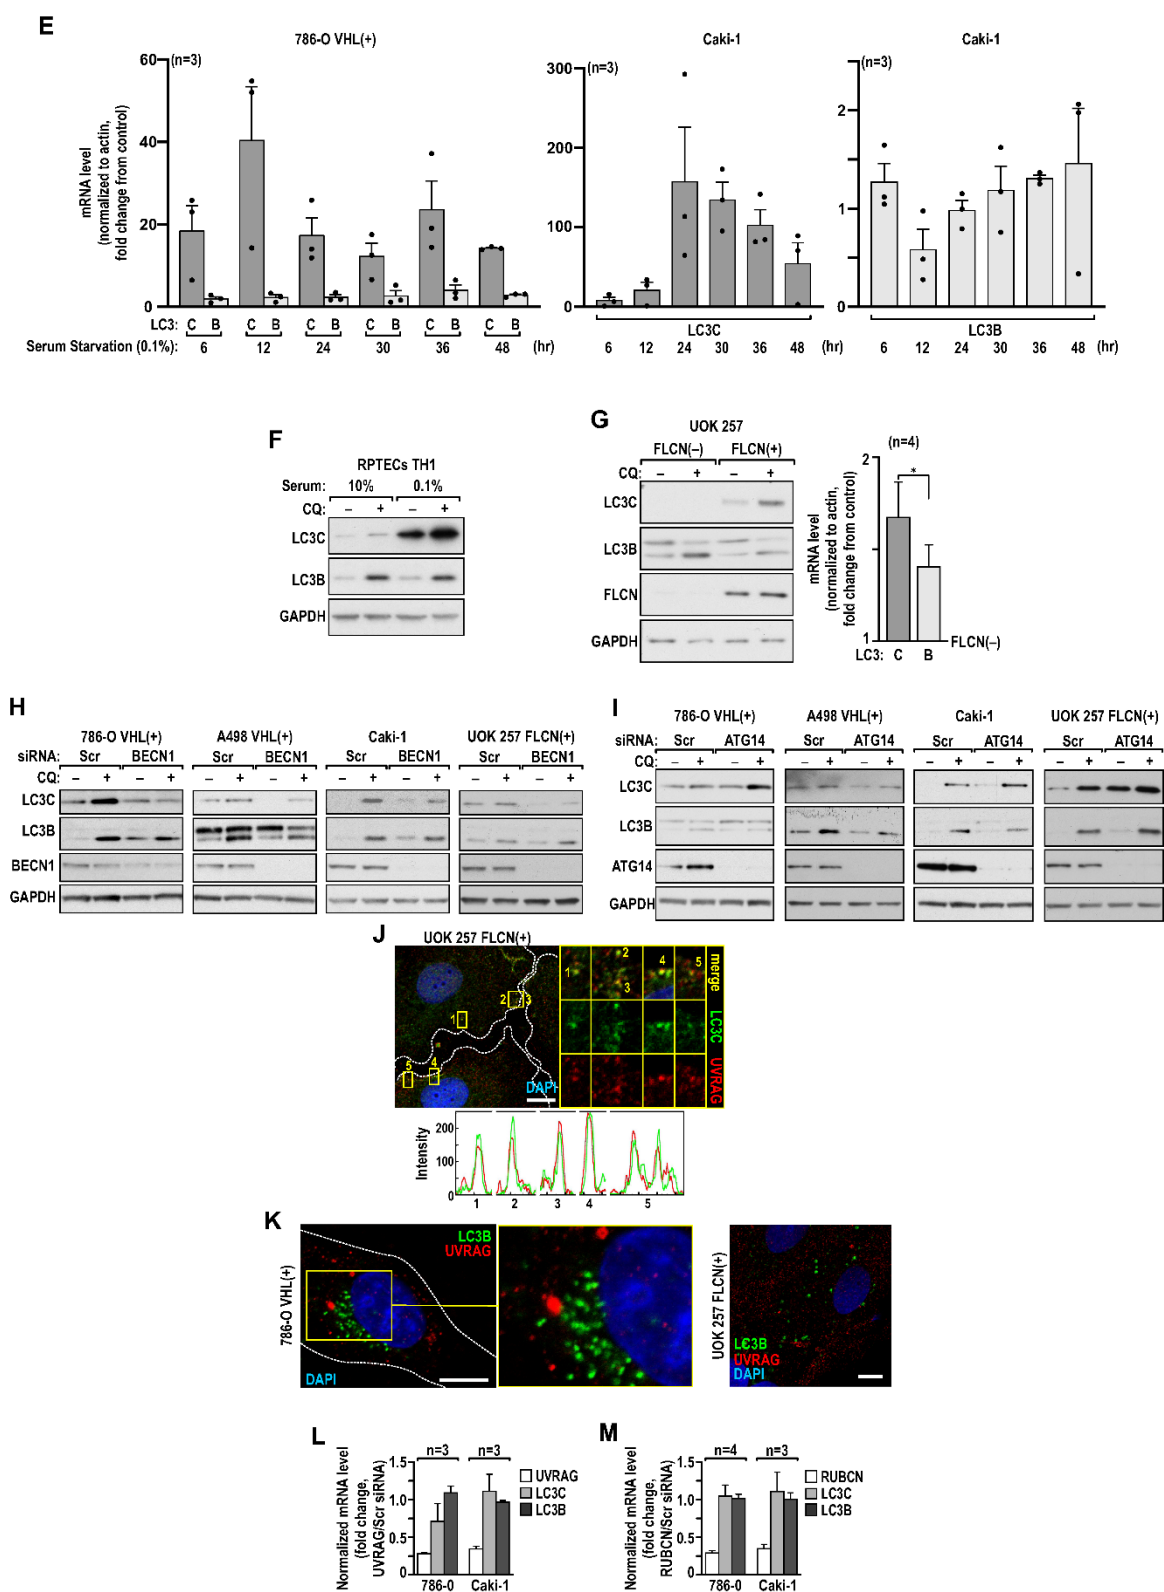 E
786-O VHL(+)
Caki-1
Caki-1
(n=3)
(n=3)
(n=3)
mRNA level
(normalized to actin,
fold change from control)
60
40
20
0
300
200
100
0
2
1
0
LC3: C B C B C B C B C B C B
LC3C
LC3B
Serum Starvation (0.1%): 6 12 24 30 36 48 (hr)
6 12 24 30 36 48 (hr)
6 12 24 30 36 48 (hr)
F
RPTECs TH1
Serum: 10% 0.1%
CQ: – + – +
LC3C
LC3B
GAPDH
G
UOK 257
FLCN(–) FLCN(+)
CQ: – + – +
LC3C
LC3B
FLCN
GAPDH
(n=4)
*
mRNA level
(normalized to actin,
fold change from control)
2
1
FLCN(–)
LC3: C B
H
786-O VHL(+) A498 VHL(+) Caki-1 UOK 257 FLCN(+)
siRNA: Scr BECN1 Scr BECN1 Scr BECN1 Scr BECN1
CQ: – + – + – + – + – + – + – + – +
LC3C
LC3B
BECN1
GAPDH
I
786-O VHL(+) A498 VHL(+) Caki-1 UOK 257 FLCN(+)
siRNA: Scr ATG14 Scr ATG14 Scr ATG14 Scr ATG14
CQ: – + – + – + – + – + – + – + – +
LC3C
LC3B
ATG14
GAPDH
J
UOK 257 FLCN(+)
1
2
3
4
5
DAPI
1
2
3
4
5
merge
LC3C
UVRAG
Intensity
200
100
0
1 2 3 4 5
K
786-O VHL(+)
LC3B
UVRAG
DAPI
UOK 257 FLCN(+)
LC3B
UVRAG
DAPI
L
Normalized mRNA level
(fold change,
UVRAG/Scr siRNA)
n=3 n=3
1.5
1.0
0.5
0
UVRAG
LC3C
LC3B
786-0 Caki-1
M
Normalized mRNA level
(fold change,
RUBCN/Scr siRNA)
n=4 n=3
1.5
1.0
0.5
0
RUBCN
LC3C
LC3B
786-0 Caki-1